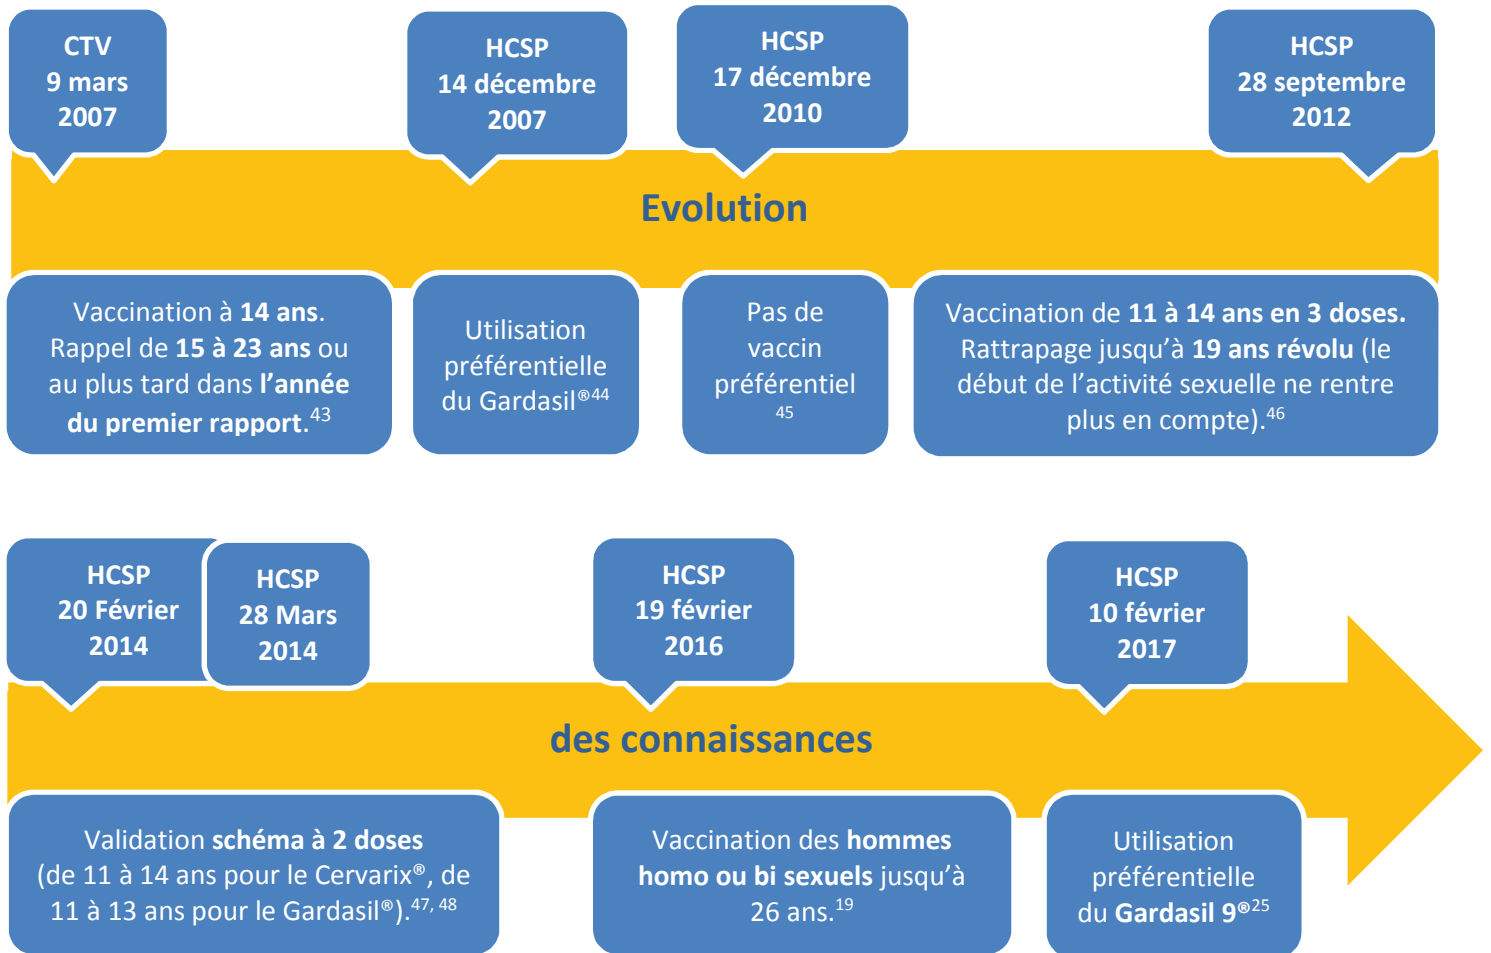 CTV
9 mars
2007
HCSP
14 décembre
2007
HCSP
17 décembre
2010
HCSP
28 septembre
2012
Evolution
Vaccination à 14 ans.
Rappel de 15 à 23 ans ou
au plus tard dans l’année
du premier rapport.43
Utilisation
préférentielle
du Gardasil®44
Pas de
vaccin
préférentiel
45
Vaccination de 11 à 14 ans en 3 doses.
Rattrapage jusqu’à 19 ans révolu (le
début de l’activité sexuelle ne rentre
plus en compte).46
HCSP
20 Février
2014
HCSP
28 Mars
2014
HCSP
19 février
2016
HCSP
10 février
2017
des connaissances
Validation schéma à 2 doses
(de 11 à 14 ans pour le Cervarix®, de
11 à 13 ans pour le Gardasil®).47, 48
Vaccination des hommes
homo ou bi sexuels jusqu’à
26 ans.19
Utilisation
préférentielle
du Gardasil 9®25